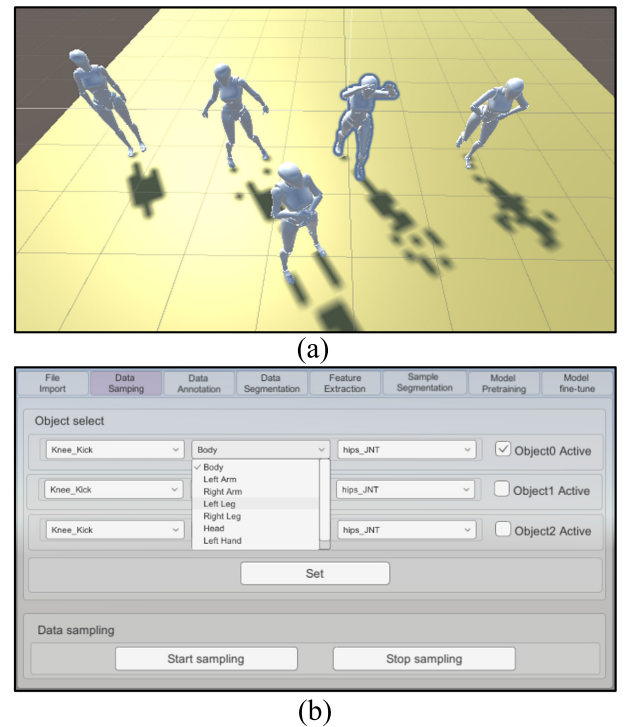 (a)
File Import
Data Samping
Data Annotation
Data Segmentation
Feature Extraction
Sample Segmentation
Model Pretraining
Model fine-tune
Object select
Knee_Kick Body hips_JNT Object0 Active
Body
Left Arm
Right Arm
Left Leg
Right Leg
Head
Left Hand
Knee_Kick hips_JNT Object1 Active
Knee_Kick hips_JNT Object2 Active
Set
Data sampling
Start sampling Stop sampling
(b)